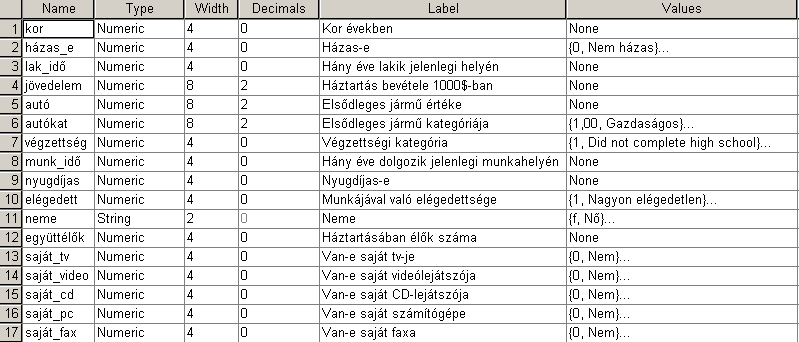 Name Type Width Decimals Label Values
1 kor Numeric 4 0 Kor években None
2 házas_e Numeric 4 0 Házas-e {0, Nem házas}...
3 lak_idő Numeric 4 0 Hány éve lakik jelenlegi helyén None
4 jövedelem Numeric 8 2 Háztartás bevétele 1000$-ban None
5 autó Numeric 8 2 Elsődleges jármű értéke None
6 autókat Numeric 8 2 Elsődleges jármű kategóriája {1,00, Gazdaságos}...
7 végzettség Numeric 4 0 Végzettségi kategória {1, Did not complete high school}...
8 munk_idő Numeric 4 0 Hány éve dolgozik jelenlegi munkahelyén None
9 nyugdíjas Numeric 4 0 Nyugdíjas-e None
10 elégedett Numeric 4 0 Munkájával való elégedettsége {1, Nagyon elégedetlen}...
11 neme String 2 0 Neme {f, Nő}...
12 együttélők Numeric 4 0 Háztartásában élők száma None
13 saját_tv Numeric 4 0 Van-e saját tv-je {0, Nem}...
14 saját_video Numeric 4 0 Van-e saját videólejátszója {0, Nem}...
15 saját_cd Numeric 4 0 Van-e saját CD-lejátszója {0, Nem}...
16 saját_pc Numeric 4 0 Van-e saját számítógépe {0, Nem}...
17 saját_fax Numeric 4 0 Van-e saját faxa {0, Nem}...